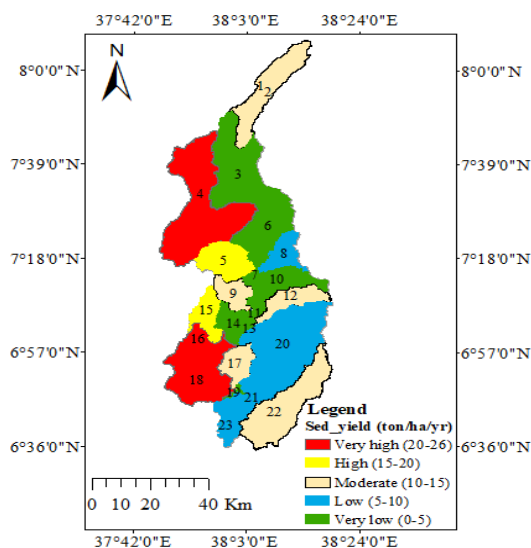 37°42'0"E 38°3'0"E 38°24'0"E
N
8°0'0"N 8°0'0"N
1
2
7°39'0"N 7°39'0"N
3
4
6
7°18'0"N 7°18'0"N
5
8
7
10
9
12
15
11
14
13
16
6°57'0"N 6°57'0"N
20
17
18
19
21
22
23
Legend
Sed_yield (ton/ha/yr)
Very high (20-26)
High (15-20)
Moderate (10-15)
Low (5-10)
Very low (0-5)
6°36'0"N 6°36'0"N
0 10 20 40 Km
37°42'0"E 38°3'0"E 38°24'0"E